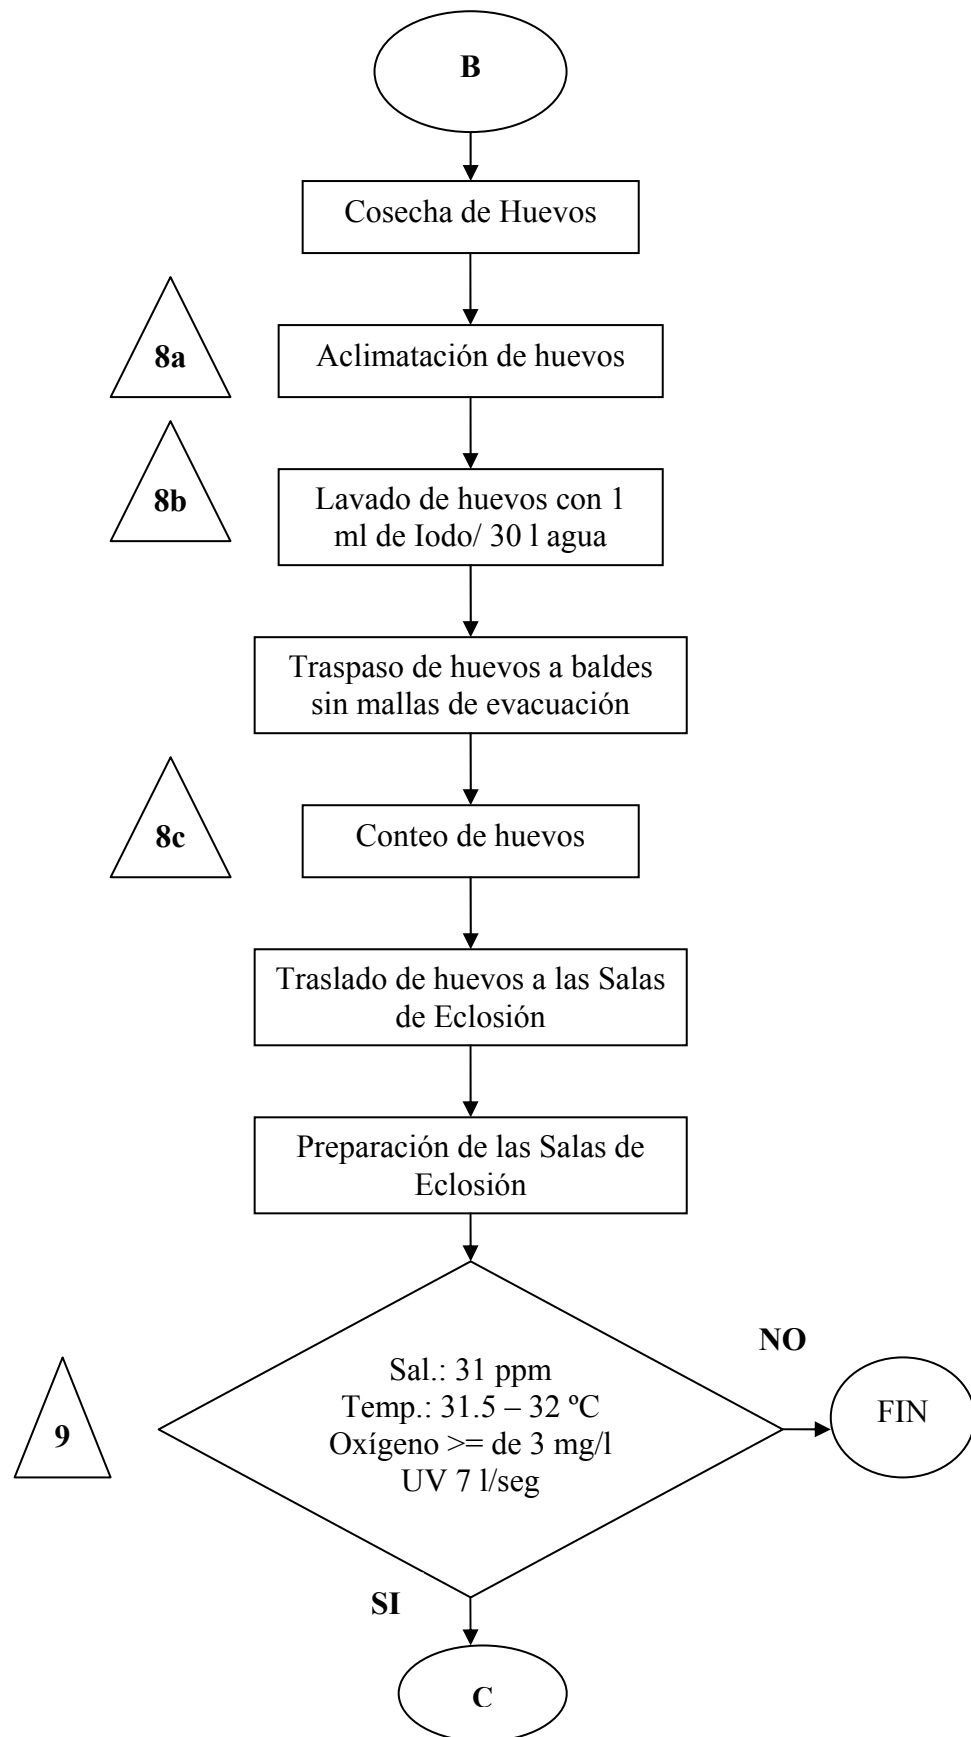 B
Cosecha de Huevos
8a
Aclimatación de huevos
8b
Lavado de huevos con 1
ml de Iodo/ 30 l agua
Traspaso de huevos a baldes
sin mallas de evacuación
8c
Conteo de huevos
Traslado de huevos a las Salas
de Eclosión
Preparación de las Salas de
Eclosión
NO
Sal.: 31 ppm
Temp.: 31.5 – 32 ºC
Oxígeno >= de 3 mg/l
UV 7 l/seg
9
FIN
SI
C